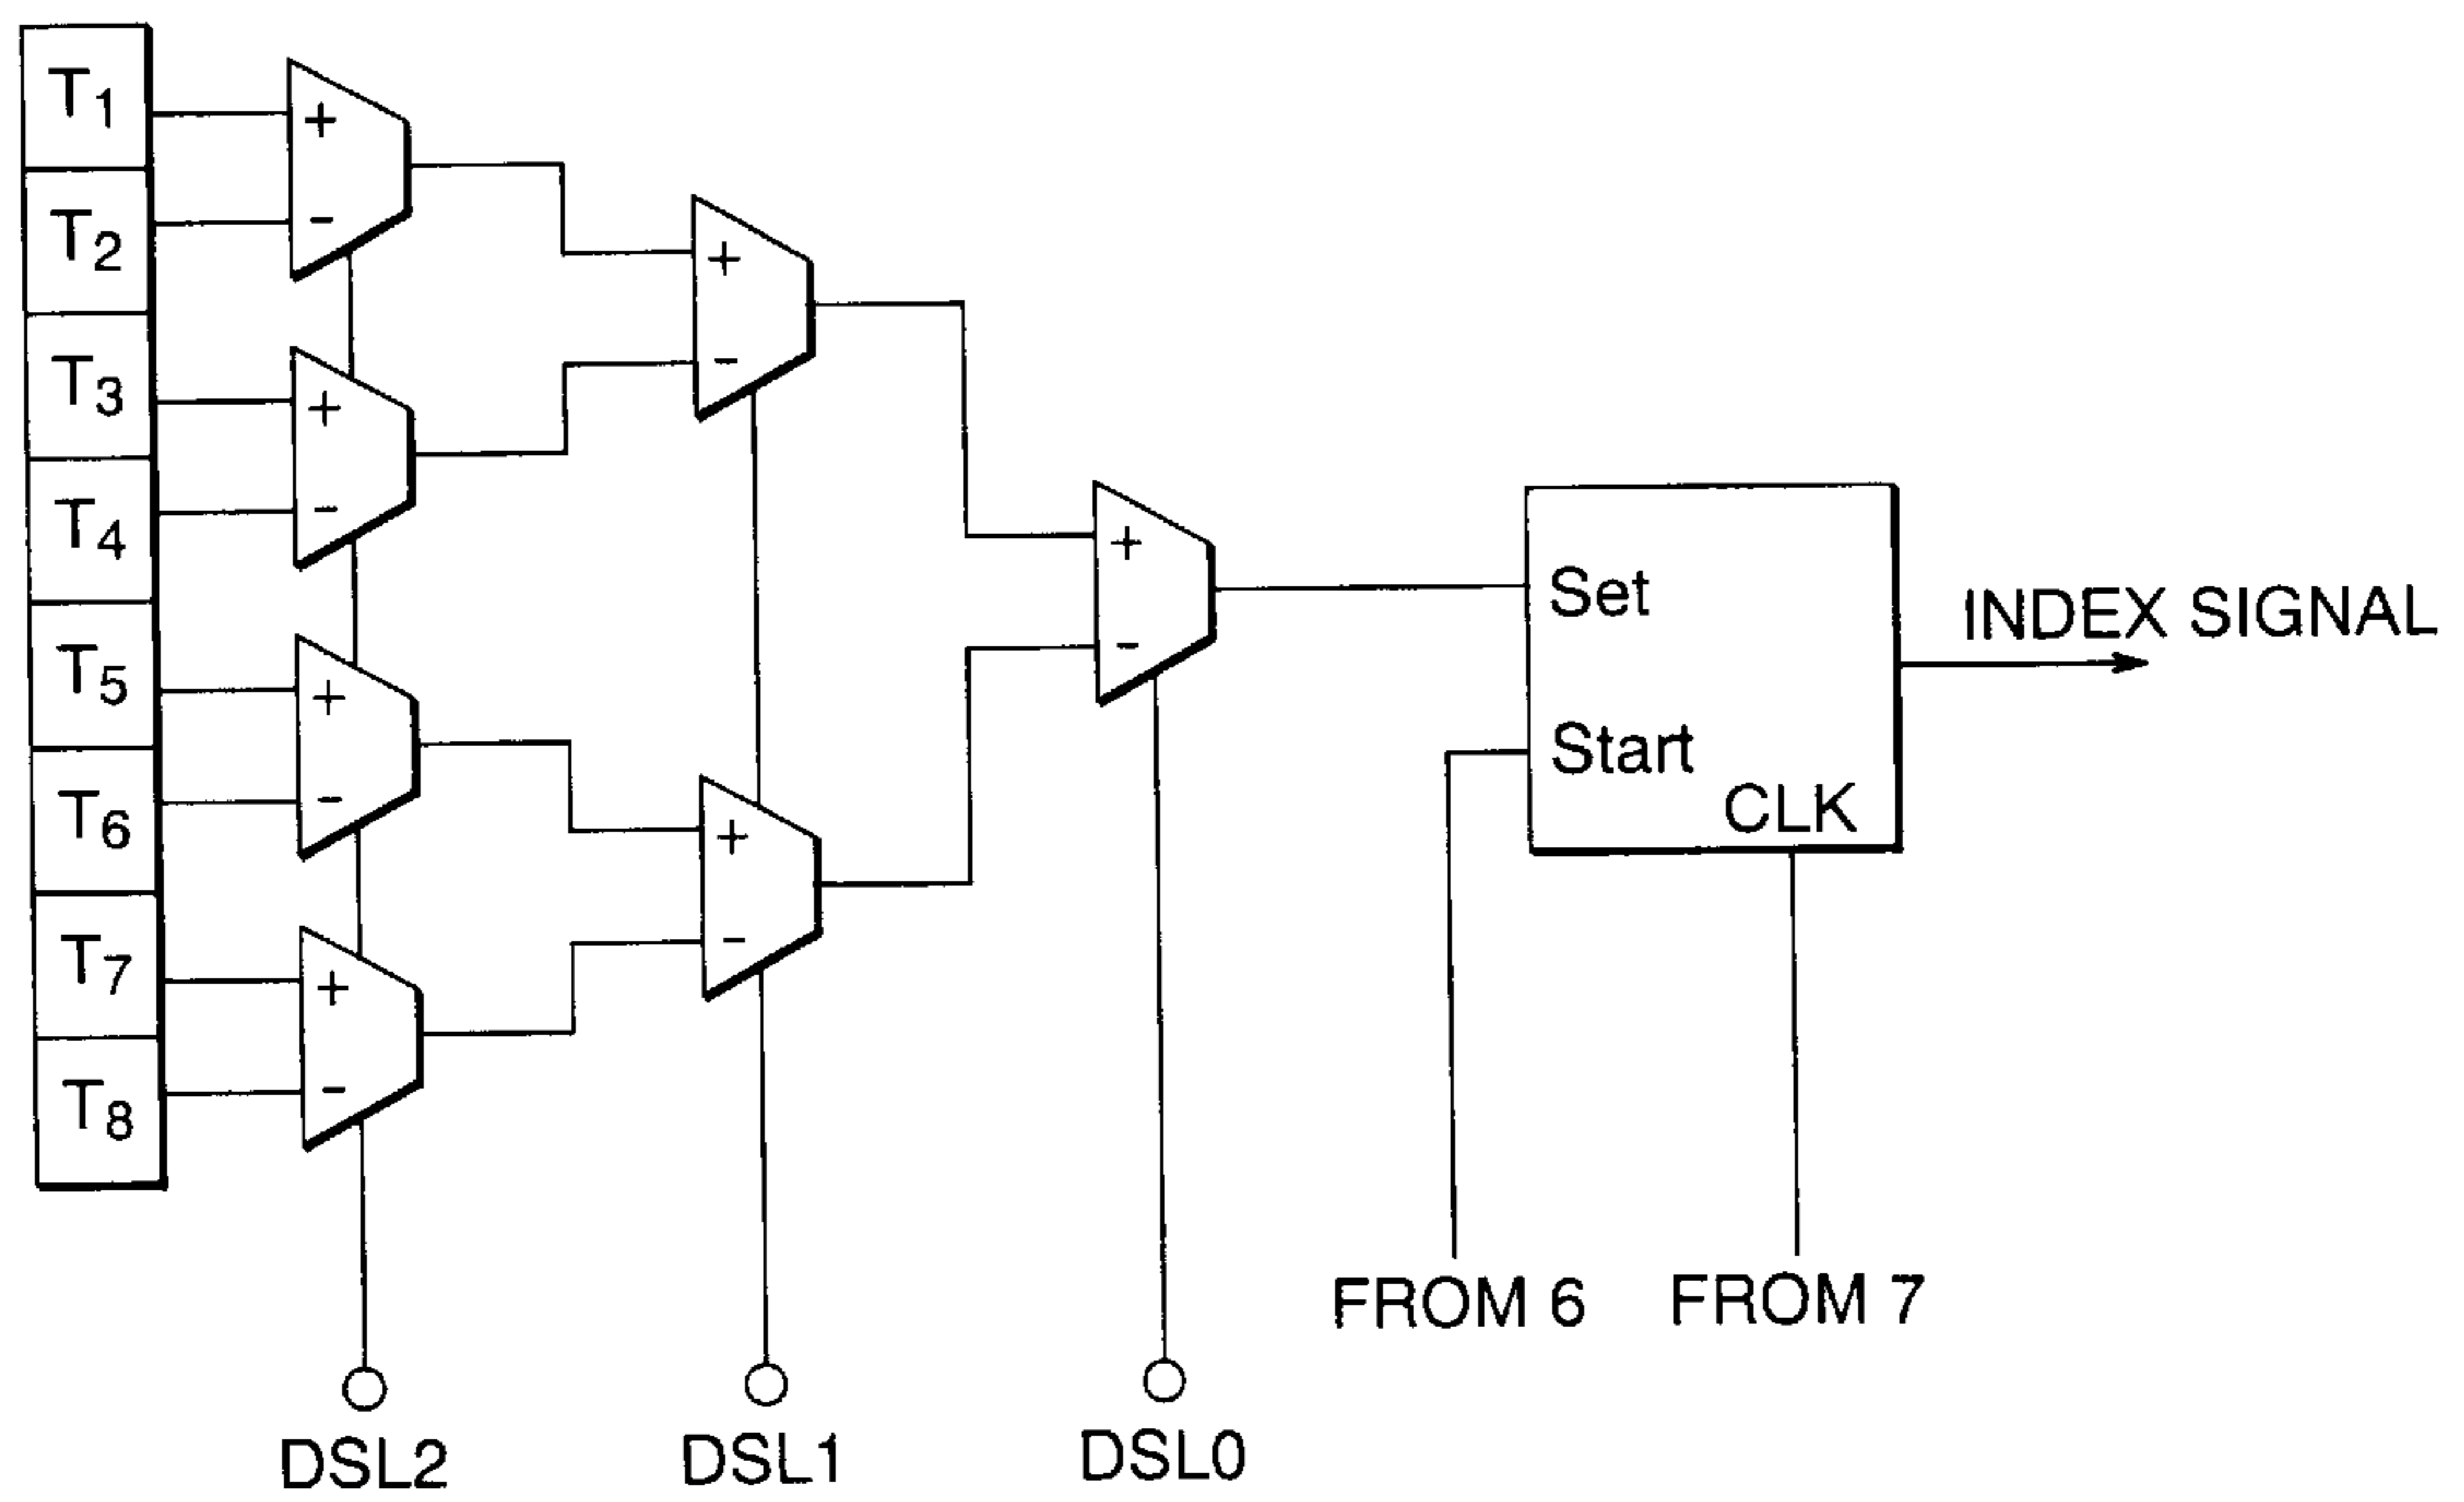 T1
+
T2
-
T3
+
T4
-
T5
+
T6
-
T7
+
T8
-
+
-
+
-
+
-
Set
Start
CLK
INDEX SIGNAL
FROM 6
FROM 7
DSL2
DSL1
DSL0